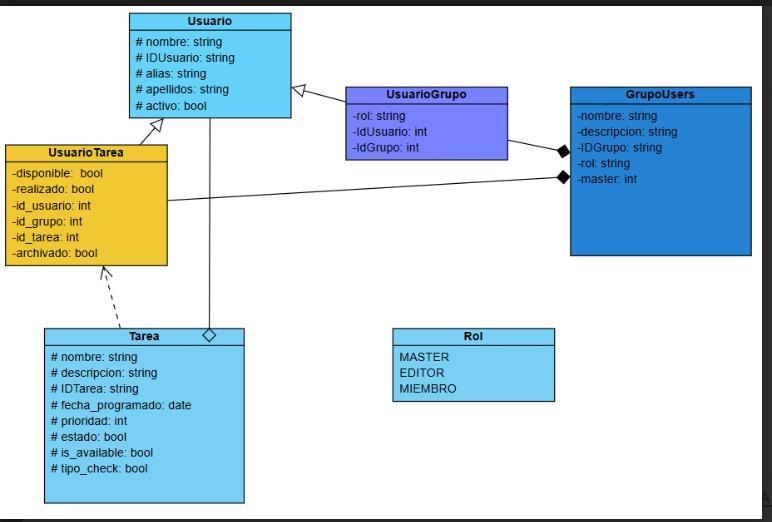 Usuario
# nombre: string
# IDUsuario: string
# alias: string
# apellidos: string
# activo: bool
UsuarioGrupo
-rol: string
-IdUsuario: int
-IdGrupo: int
GrupoUsers
-nombre: string
-descripcion: string
-IDGrupo: string
-rol: string
-master: int
UsuarioTarea
-disponible: bool
-realizado: bool
-id_usuario: int
-id_grupo: int
-id_tarea: int
-archivado: bool
Tarea
# nombre: string
# descripcion: string
# IDTarea: string
# fecha_programado: date
# prioridad: int
# estado: bool
# is_available: bool
# tipo_check: bool
Rol
MASTER
EDITOR
MIEMBRO